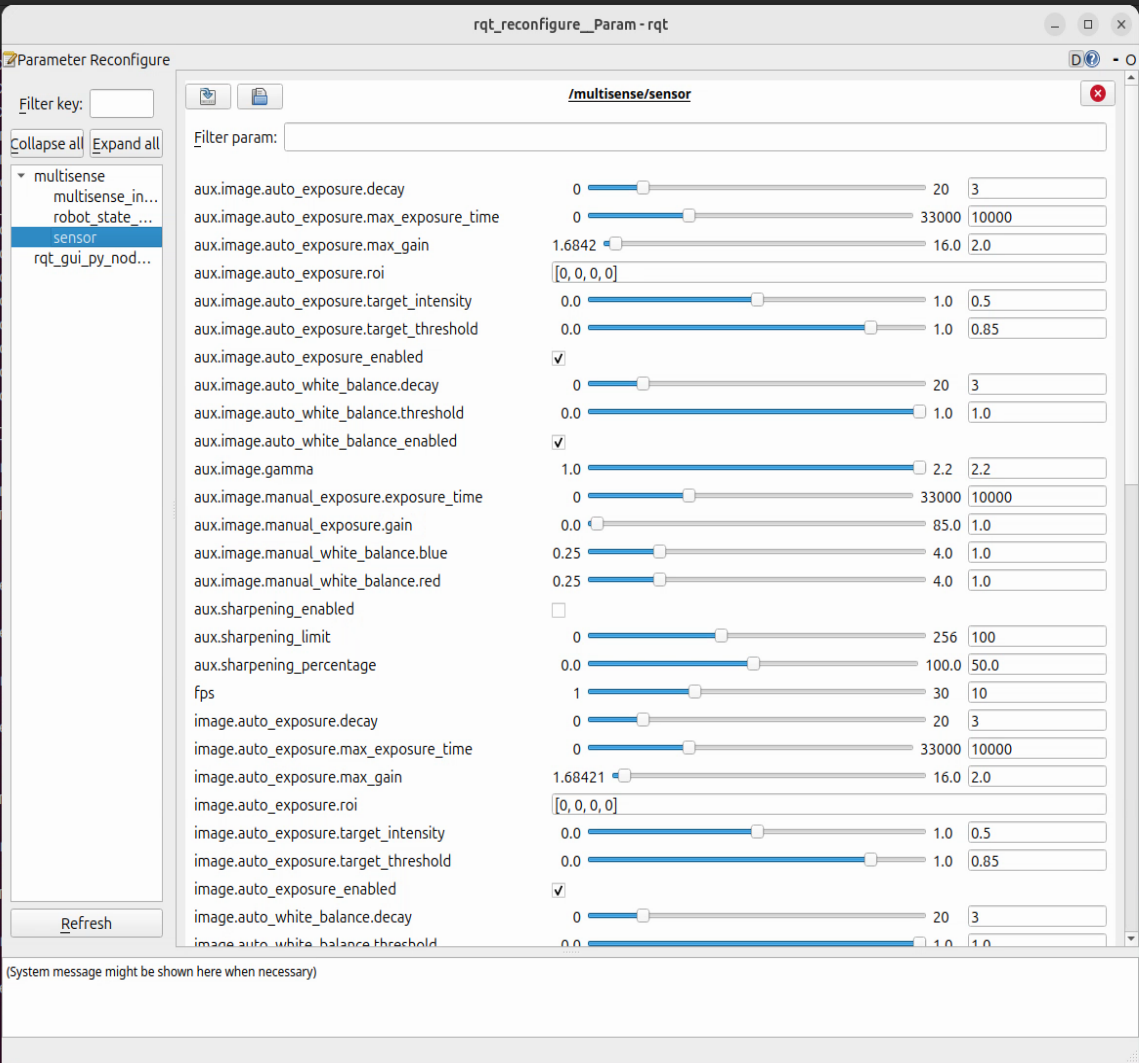 rqt_reconfigure__Param - rqt
Parameter Reconfigure
D
- O
Filter key:
Collapse all Expand all
multisense
multisense_in...
robot_state_...
sensor
rqt_gui_py_nod...
Refresh
/multisense/sensor
Filter param:
aux.image.auto_exposure.decay 0 20 3
aux.image.auto_exposure.max_exposure_time 0 33000 10000
aux.image.auto_exposure.max_gain 1.6842 16.0 2.0
aux.image.auto_exposure.roi [0, 0, 0, 0]
aux.image.auto_exposure.target_intensity 0.0 1.0 0.5
aux.image.auto_exposure.target_threshold 0.0 1.0 0.85
aux.image.auto_exposure_enabled
aux.image.auto_white_balance.decay 0 20 3
aux.image.auto_white_balance.threshold 0.0 1.0 1.0
aux.image.auto_white_balance_enabled
aux.image.gamma 1.0 2.2 2.2
aux.image.manual_exposure.exposure_time 0 33000 10000
aux.image.manual_exposure.gain 0.0 85.0 1.0
aux.image.manual_white_balance.blue 0.25 4.0 1.0
aux.image.manual_white_balance.red 0.25 4.0 1.0
aux.sharpening_enabled
aux.sharpening_limit 0 256 100
aux.sharpening_percentage 0.0 100.0 50.0
fps 1 30 10
image.auto_exposure.decay 0 20 3
image.auto_exposure.max_exposure_time 0 33000 10000
image.auto_exposure.max_gain 1.68421 16.0 2.0
image.auto_exposure.roi [0, 0, 0, 0]
image.auto_exposure.target_intensity 0.0 1.0 0.5
image.auto_exposure.target_threshold 0.0 1.0 0.85
image.auto_exposure_enabled
image.auto_white_balance.decay 0 20 3
image.auto_white_balance.threshold 0.0 1.0 1.0
(System message might be shown here when necessary)